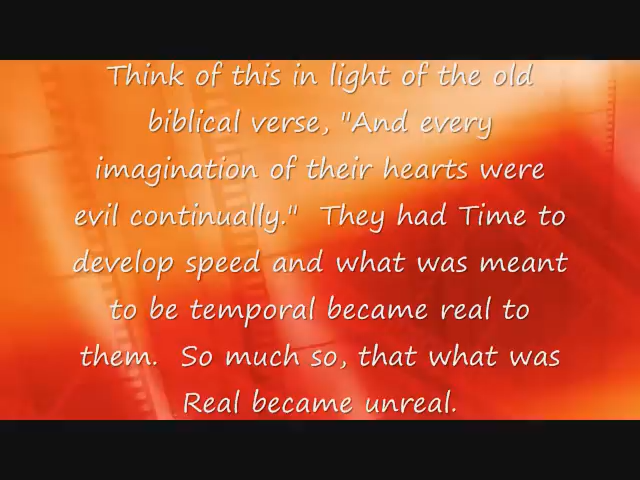 Think of this in light of the old
biblical verse, "And every
imagination of their hearts were
evil continually."  They had Time to
develop speed and what was meant
to be temporal became real to
them.  So much so, that what was
Real became unreal.